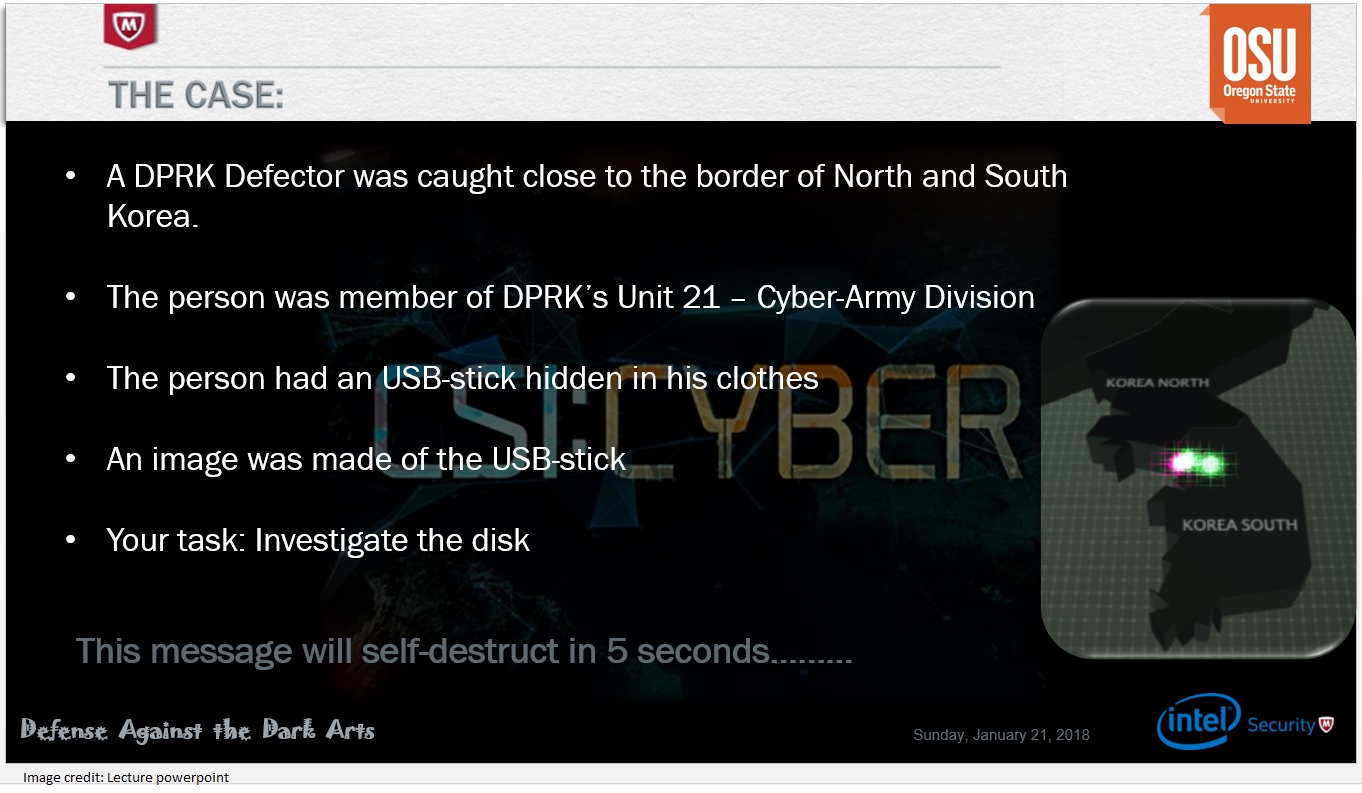 THE CASE:
OSU
Oregon State
UNIVERSITY
• A DPRK Defector was caught close to the border of North and South
Korea.
• The person was member of DPRK’s Unit 21 – Cyber-Army Division
• The person had an USB-stick hidden in his clothes
• An image was made of the USB-stick
• Your task: Investigate the disk
CSI:CYBER
KOREA NORTH
KOREA SOUTH
This message will self-destruct in 5 seconds.........
Defense Against the Dark Arts
Sunday, January 21, 2018
intel Security
Image credit: Lecture powerpoint